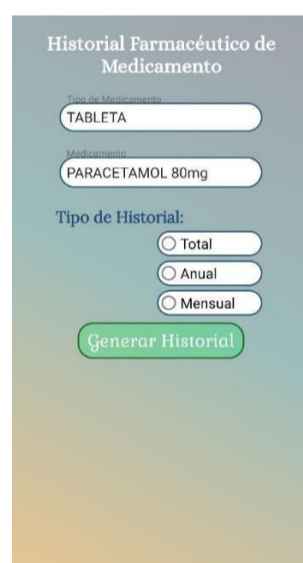 Historial Farmacéutico de
Medicamento
Tipo de Medicamento
TABLETA
Medicamento
PARACETAMOL 80mg
Tipo de Historial:
Total
Anual
Mensual
Generar Historial